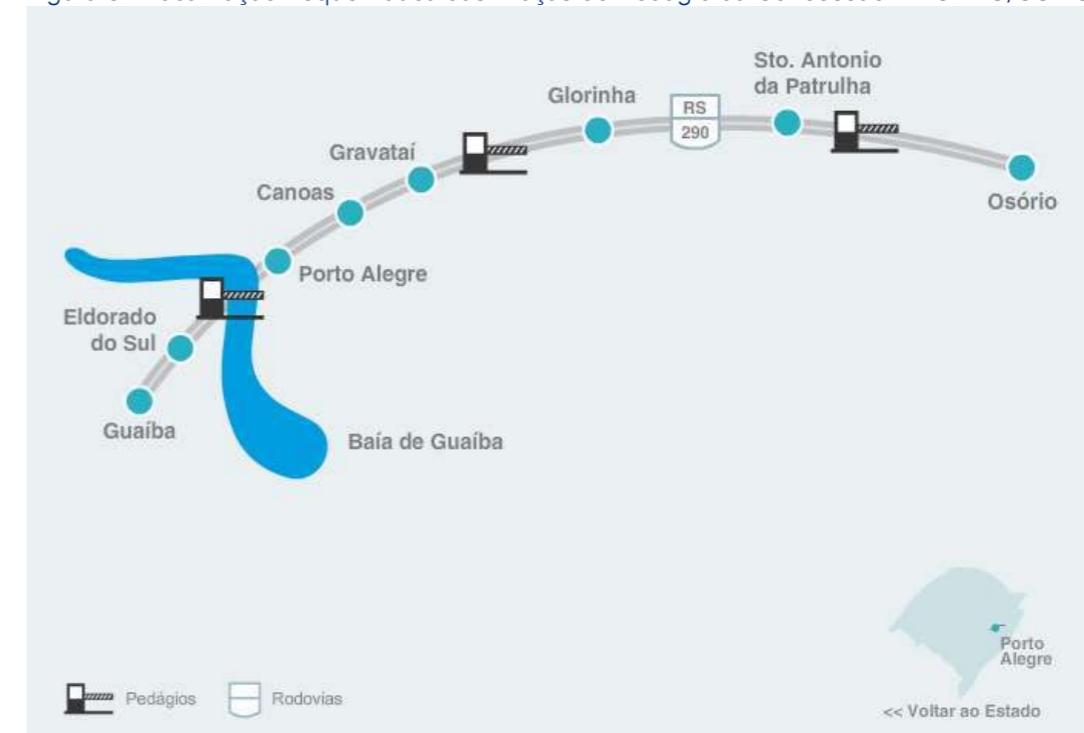 Sto. Antonio
da Patrulha
Glorinha
RS
290
Gravataí
Canoas
Osório
Porto Alegre
Eldorado
do Sul
Guaíba
Baía de Guaíba
Porto
Alegre
<< Voltar ao Estado
Pedágios
Rodovias